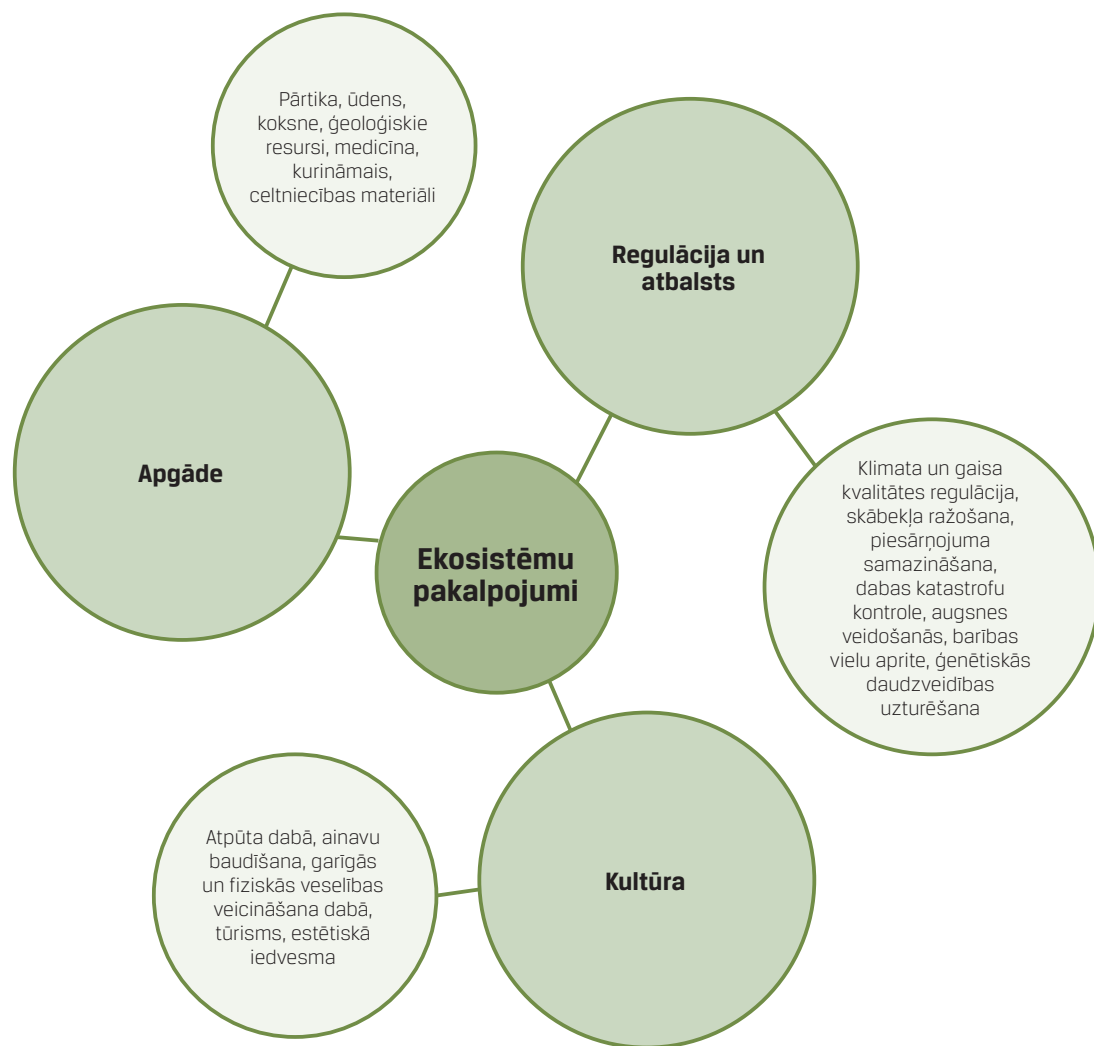 Pārtika, ūdens,
koksne, ģeoloģiskie
resursi, medicīna,
kurināmais,
celtniecības materiāli
Regulācija un
atbalsts
Apgāde
Ekosistēmu
pakalpojumi
Klimata un gaisa
kvalitātes regulācija,
skābekļa ražošana,
piesārņojuma
samazināšana,
dabas katastrofu
kontrole, augsnes
veidošanās, barības
vielu aprite, ģenētiskās
daudzveidības
uzturēšana
Atpūta dabā, ainavu
baudīšana, garīgās
un fiziskās veselības
veicināšana dabā,
tūrisms, estētiskā
iedvesma
Kultūra